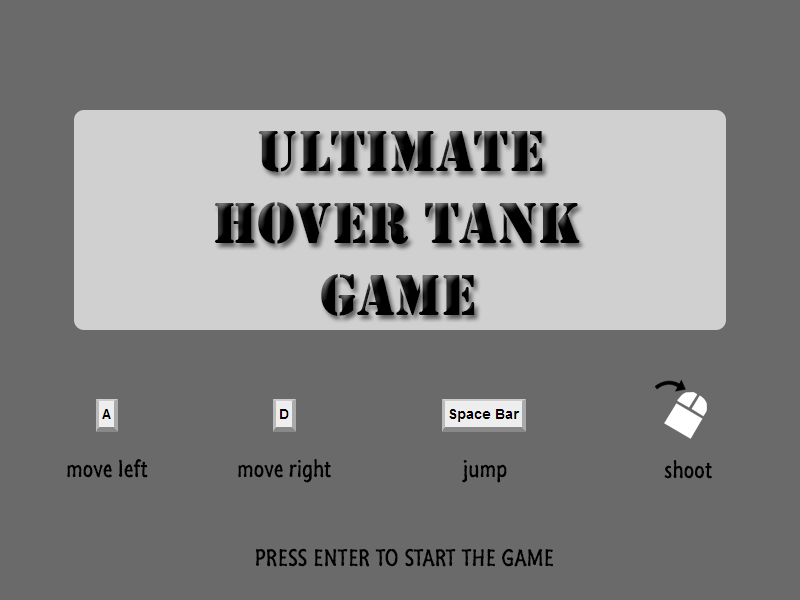 ULTIMATE
HOVER TANK
GAME
A D Space Bar
move left move right jump shoot
PRESS ENTER TO START THE GAME